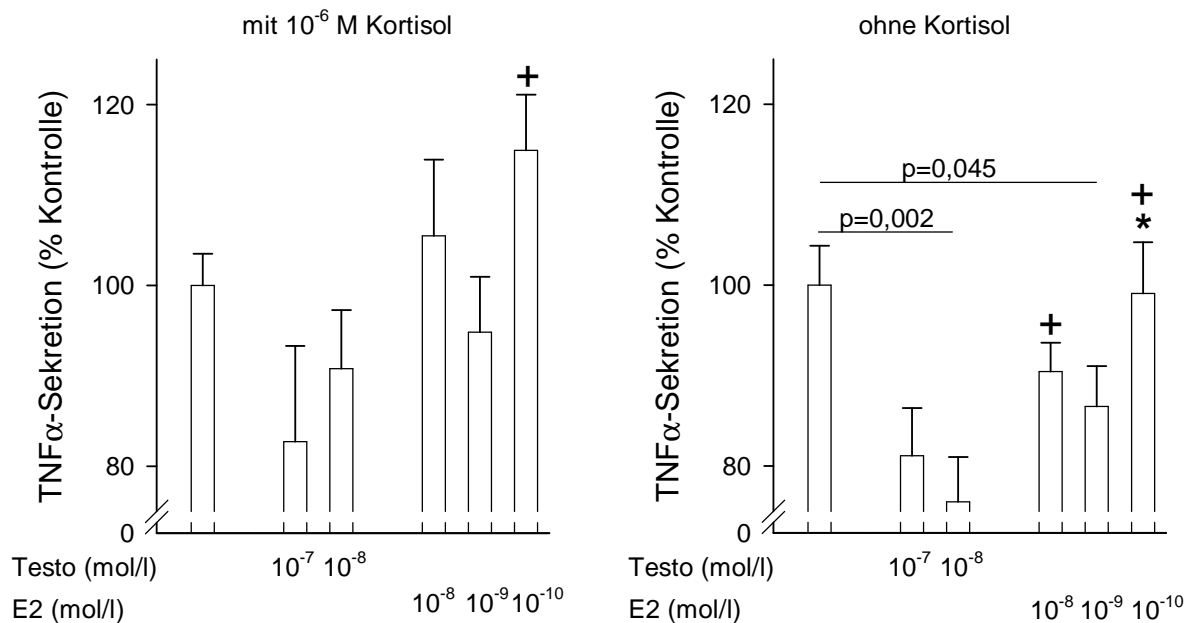 mit 10⁻⁶ M Kortisol
TNFα-Sekretion (% Kontrolle)
120
100
80
0
+
Testo (mol/l)
10⁻⁷ 10⁻⁸
E2 (mol/l)
10⁻⁸ 10⁻⁹ 10⁻¹⁰
ohne Kortisol
TNFα-Sekretion (% Kontrolle)
120
100
80
0
p=0,045
p=0,002
+
+
*
Testo (mol/l)
10⁻⁷ 10⁻⁸
E2 (mol/l)
10⁻⁸ 10⁻⁹ 10⁻¹⁰